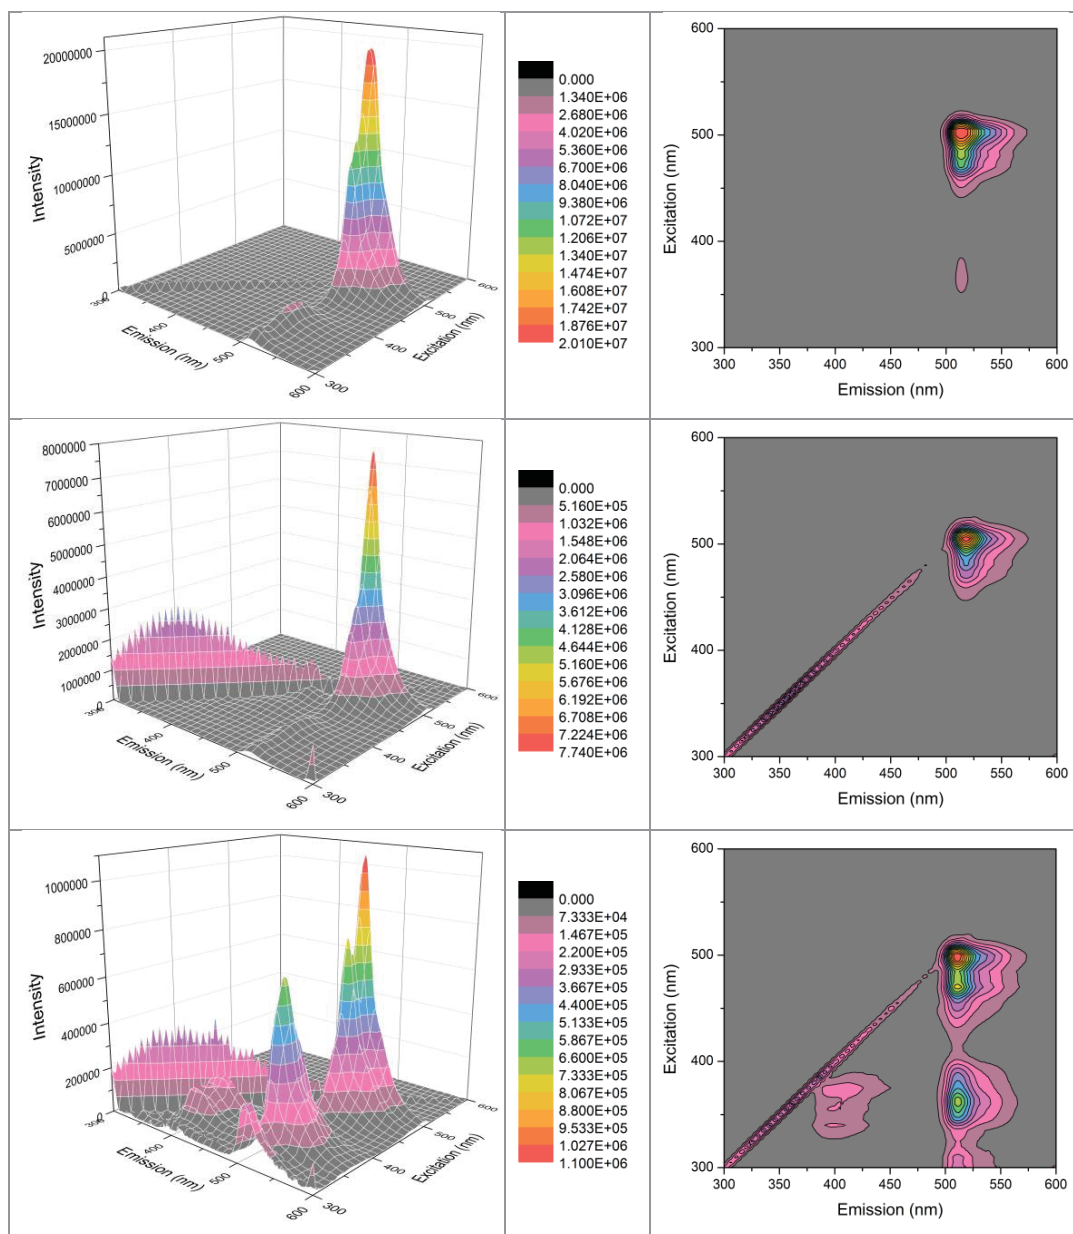 20000000
15000000
10000000
5000000
0
Intensity
300
400
500
600
Emission (nm)
300
400
500
600
Excitation (nm)
0.000
1.340E+06
2.680E+06
4.020E+06
5.360E+06
6.700E+06
8.040E+06
9.380E+06
1.072E+07
1.206E+07
1.340E+07
1.474E+07
1.608E+07
1.742E+07
1.876E+07
2.010E+07
600
500
400
300
Excitation (nm)
300 350 400 450 500 550 600
Emission (nm)
8000000
7000000
6000000
5000000
4000000
3000000
2000000
1000000
0
Intensity
300
400
500
600
Emission (nm)
300
400
500
600
Excitation (nm)
0.000
5.160E+05
1.032E+06
1.548E+06
2.064E+06
2.580E+06
3.096E+06
3.612E+06
4.128E+06
4.644E+06
5.160E+06
5.676E+06
6.192E+06
6.708E+06
7.224E+06
7.740E+06
600
500
400
300
Excitation (nm)
300 350 400 450 500 550 600
Emission (nm)
1000000
800000
600000
400000
200000
0
Intensity
300
400
500
600
Emission (nm)
300
400
500
600
Excitation (nm)
0.000
7.333E+04
1.467E+05
2.200E+05
2.933E+05
3.667E+05
4.400E+05
5.133E+05
5.867E+05
6.600E+05
7.333E+05
8.067E+05
8.800E+05
9.533E+05
1.027E+06
1.100E+06
600
500
400
300
Excitation (nm)
300 350 400 450 500 550 600
Emission (nm)